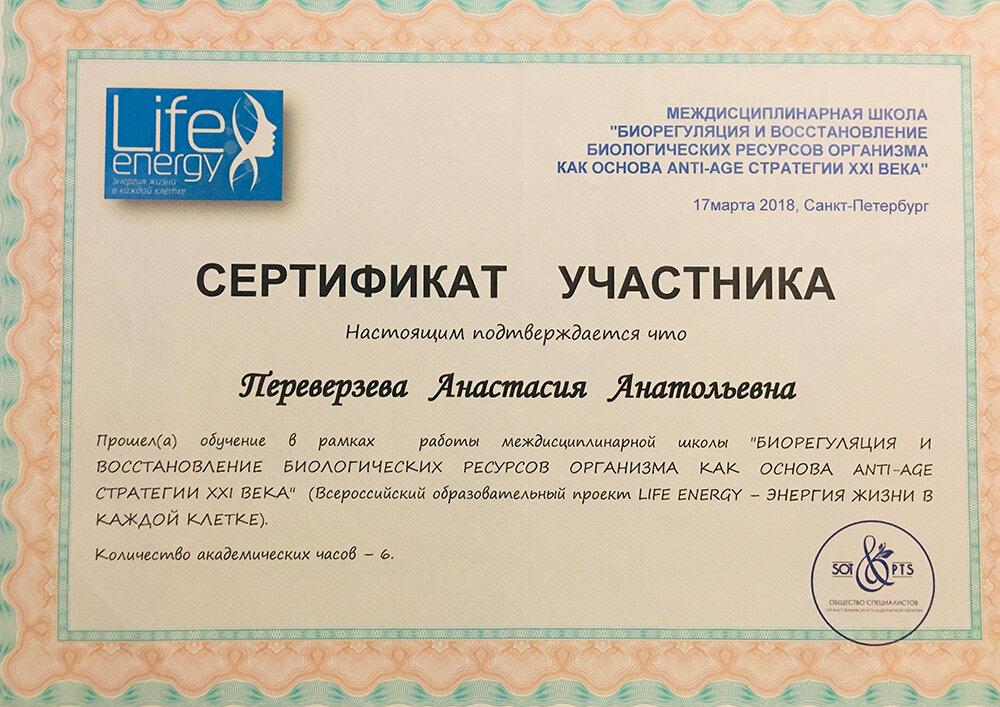 Life
energy
энергия жизни
в каждой клетке
МЕЖДИСЦИПЛИНАРНАЯ ШКОЛА
"БИОРЕГУЛЯЦИЯ И ВОССТАНОВЛЕНИЕ
БИОЛОГИЧЕСКИХ РЕСУРСОВ ОРГАНИЗМА
КАК ОСНОВА ANTI-AGE СТРАТЕГИИ XXI ВЕКА"
17марта 2018, Санкт-Петербург
СЕРТИФИКАТ УЧАСТНИКА
Настоящим подтверждается что
Переверзева Анастасия Анатольевна
Прошел(а) обучение в рамках работы междисциплинарной школы "БИОРЕГУЛЯЦИЯ И
ВОССТАНОВЛЕНИЕ БИОЛОГИЧЕСКИХ РЕСУРСОВ ОРГАНИЗМА КАК ОСНОВА ANTI-AGE
СТРАТЕГИИ XXI ВЕКА" (Всероссийский образовательный проект LIFE ENERGY – ЭНЕРГИЯ ЖИЗНИ В
КАЖДОЙ КЛЕТКЕ).
Количество академических часов – 6.
SOT & PTS
ОБЩЕСТВО СПЕЦИАЛИСТОВ
ОРГАНОТКАНЕВОЙ И ПЛАЦЕНТАРНОЙ ТЕРАПИИ